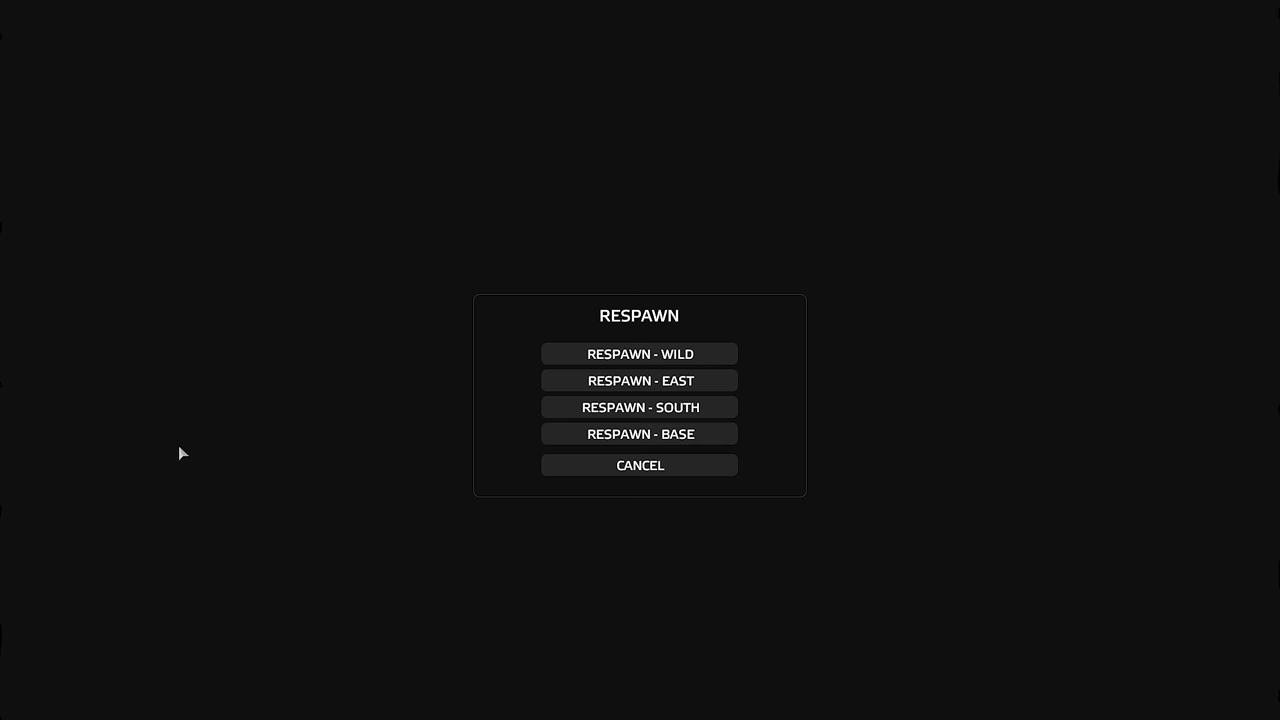 RESPAWN
RESPAWN - WILD
RESPAWN - EAST
RESPAWN - SOUTH
RESPAWN - BASE
CANCEL